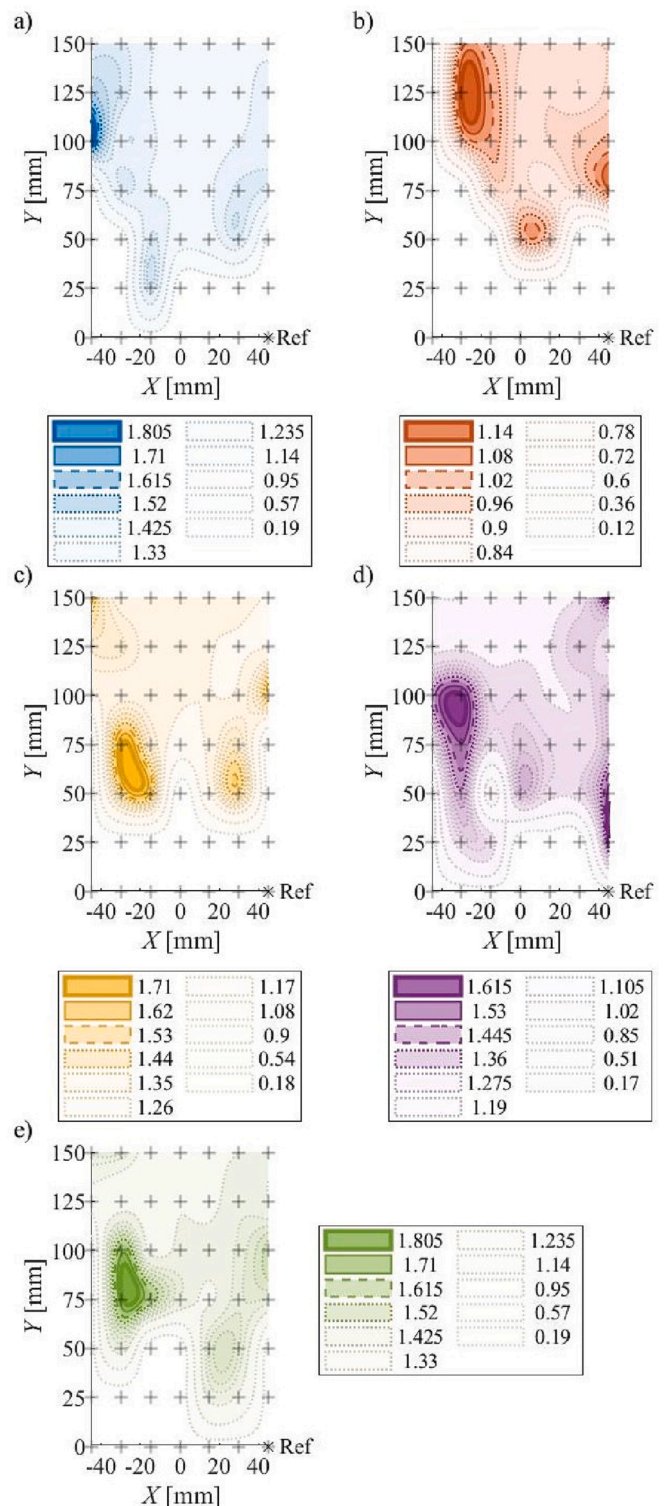 a)
150
125
100
75
50
25
0
Y [mm]
-40 -20 0 20 40
Ref
X [mm]
1.805 1.235
1.71 1.14
1.615 0.95
1.52 0.57
1.425 0.19
1.33
b)
150
125
100
75
50
25
0
Y [mm]
-40 -20 0 20 40
Ref
X [mm]
1.14 0.78
1.08 0.72
1.02 0.6
0.96 0.36
0.9 0.12
0.84
c)
150
125
100
75
50
25
0
Y [mm]
-40 -20 0 20 40
Ref
X [mm]
1.71 1.17
1.62 1.08
1.53 0.9
1.44 0.54
1.35 0.18
1.26
d)
150
125
100
75
50
25
0
Y [mm]
-40 -20 0 20 40
Ref
X [mm]
1.615 1.105
1.53 1.02
1.445 0.85
1.36 0.51
1.275 0.17
1.19
e)
150
125
100
75
50
25
0
Y [mm]
-40 -20 0 20 40
Ref
X [mm]
1.805 1.235
1.71 1.14
1.615 0.95
1.52 0.57
1.425 0.19
1.33